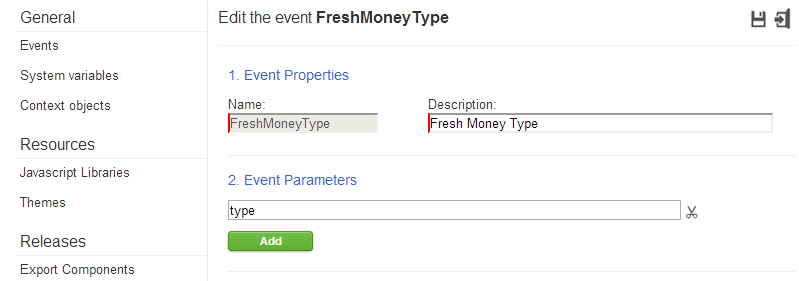 General
Events
System variables
Context objects
Resources
Javascript Libraries
Themes
Releases
Export Components
Edit the event FreshMoneyType
1. Event Properties
Name: Description:
FreshMoneyType Fresh Money Type
2. Event Parameters
type
Add